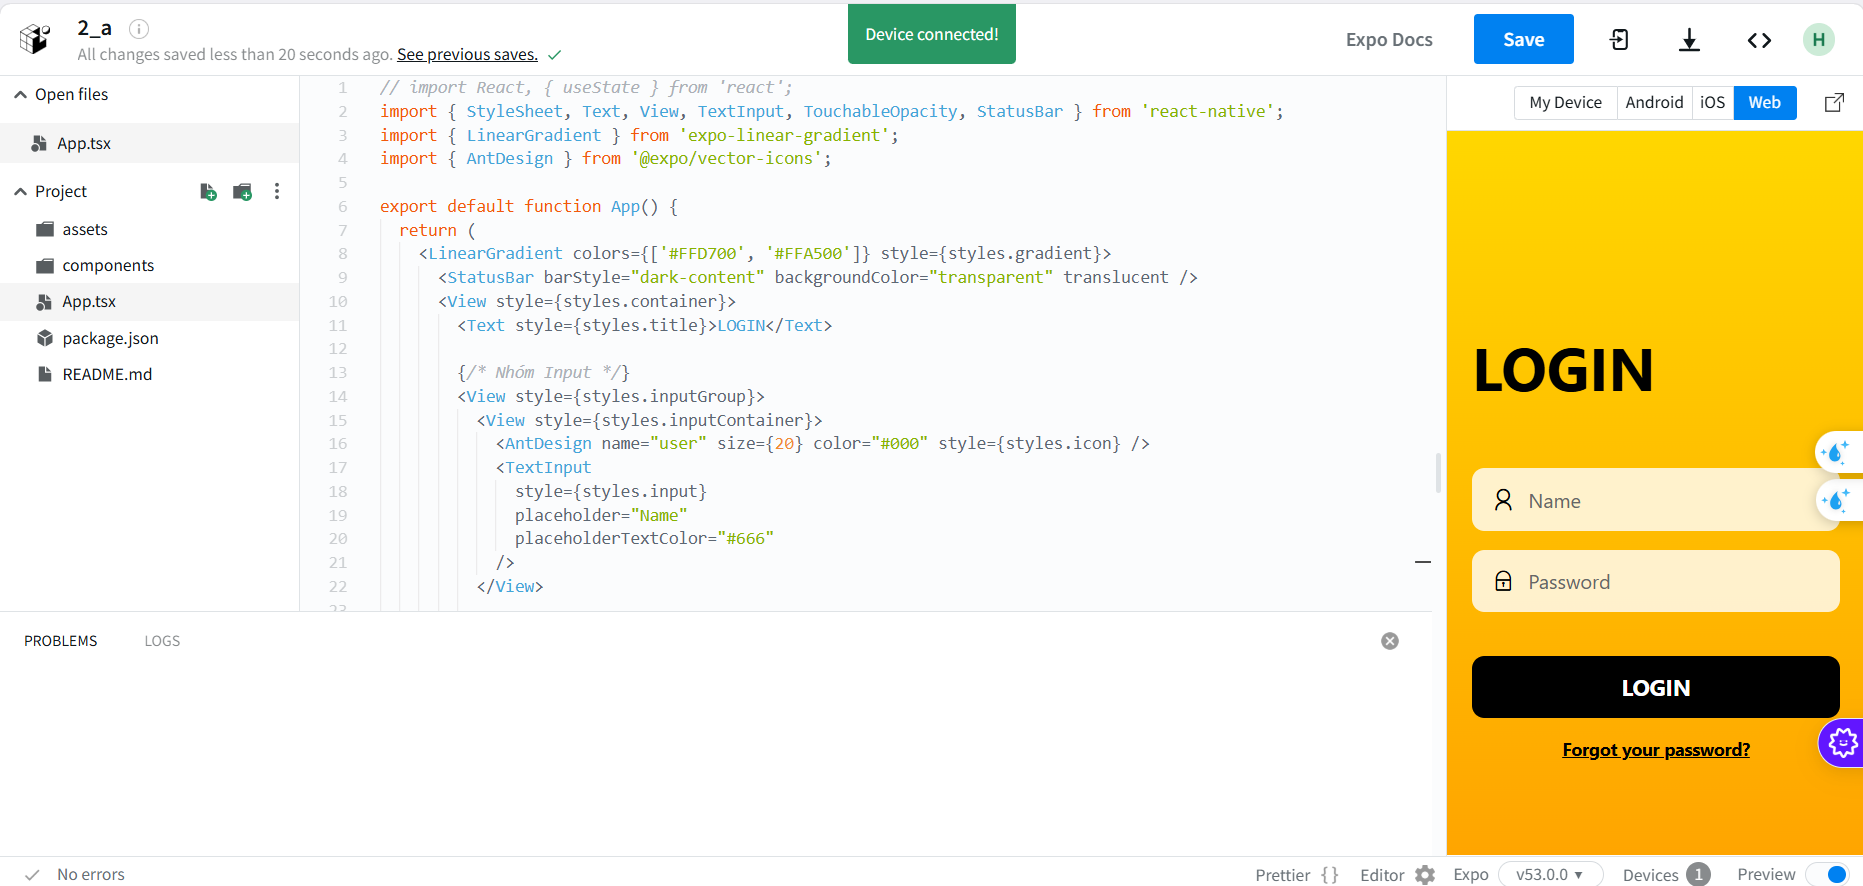 2_a
All changes saved less than 20 seconds ago. See previous saves.
Device connected!
Expo Docs
Save
H
Open files
App.tsx
Project
assets
components
App.tsx
package.json
README.md
1 // import React, { useState } from 'react';
2 import { StyleSheet, Text, View, TextInput, TouchableOpacity, StatusBar } from 'react-native';
3 import { LinearGradient } from 'expo-linear-gradient';
4 import { AntDesign } from '@expo/vector-icons';
5
6 export default function App() {
7 return (
8 <LinearGradient colors={['#FFD700', '#FFA500']} style={styles.gradient}>
9 <StatusBar barStyle="dark-content" backgroundColor="transparent" translucent />
10 <View style={styles.container}>
11 <Text style={styles.title}>LOGIN</Text>
12
13 {/* Nhóm Input */}
14 <View style={styles.inputGroup}>
15 <View style={styles.inputContainer}>
16 <AntDesign name="user" size={20} color="#000" style={styles.icon} />
17 <TextInput
18 style={styles.input}
19 placeholder="Name"
20 placeholderTextColor="#666"
21 />
22 </View>
23
My Device Android iOS Web
LOGIN
Name
Password
LOGIN
Forgot your password?
PROBLEMS LOGS
No errors
Prettier {} Editor Expo v53.0.0 Devices 1 Preview